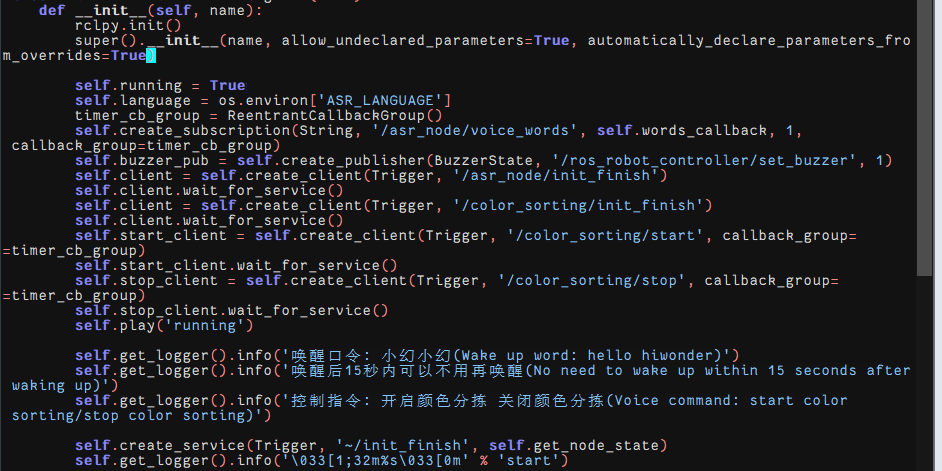 def __init__(self, name):
rclpy.init()
super().__init__(name, allow_undeclared_parameters=True, automatically_declare_parameters_fro
m_overrides=True)
self.running = True
self.language = os.environ['ASR_LANGUAGE']
timer_cb_group = ReentrantCallbackGroup()
self.create_subscription(String, '/asr_node/voice_words', self.words_callback, 1,
callback_group=timer_cb_group)
self.buzzer_pub = self.create_publisher(BuzzerState, '/ros_robot_controller/set_buzzer', 1)
self.client = self.create_client(Trigger, '/asr_node/init_finish')
self.client.wait_for_service()
self.client = self.create_client(Trigger, '/color_sorting/init_finish')
self.client.wait_for_service()
self.start_client = self.create_client(Trigger, '/color_sorting/start', callback_group=
=timer_cb_group)
self.start_client.wait_for_service()
self.stop_client = self.create_client(Trigger, '/color_sorting/stop', callback_group=
=timer_cb_group)
self.stop_client.wait_for_service()
self.play('running')
self.get_logger().info('唤醒口令: 小幻小幻(Wake up word: hello hiwonder)')
self.get_logger().info('唤醒后15秒内可以不用再唤醒(No need to wake up within 15 seconds after
waking up)')
self.get_logger().info('控制指令: 开启颜色分拣 关闭颜色分拣(Voice command: start color
sorting/stop color sorting)')
self.create_service(Trigger, '~/init_finish', self.get_node_state)
self.get_logger().info('\033[1;32m%s\033[0m' % 'start')